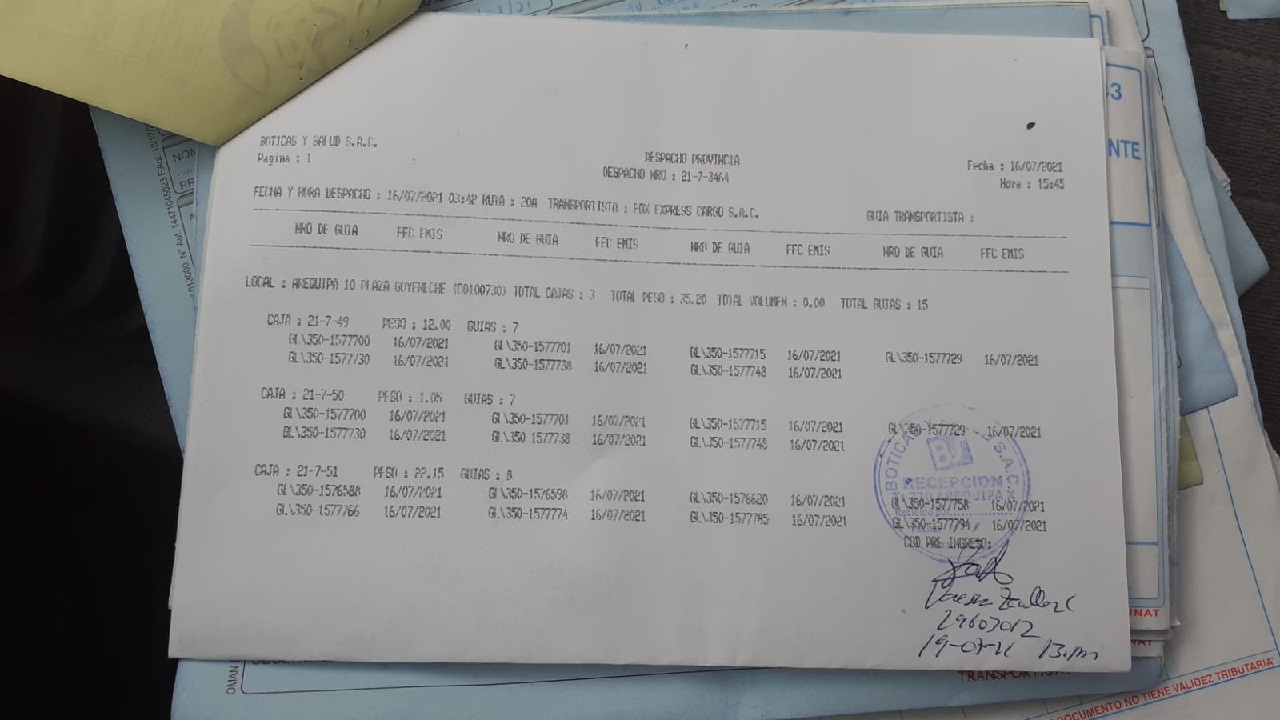 BOTICAS Y SALUD S.A.C.
Pagina : 1
DESPACHO PROVINCIA
DESPACHO NRO : 21-7-3464
Fecha : 16/07/2021
Hora : 15:45
FECHA Y HORA DESPACHO : 16/07/2021 03:42 RUTA : 20A TRANSPORTISTA : FOX EXPRESS CARGO S.A.C.
GUIA TRANSPORTISTA :
NRO DE GUIA FEC EMIS NRO DE GUIA FEC EMIS NRO DE GUIA FEC EMIS NRO DE GUIA FEC EMIS
LOCAL : AREQUIPA 10 PLAZA GOYENECHE (C0100730) TOTAL CAJAS : 3 TOTAL PESO : 35.20 TOTAL VOLUMEN : 0.00 TOTAL GUIAS : 15
CAJA : 21-7-49 PESO : 12.00 GUIAS : 7
GL\350-1577700 16/07/2021 GL\350-1577701 16/07/2021 GL\350-1577715 16/07/2021 GL\350-1577729 16/07/2021
GL\350-1577730 16/07/2021 GL\350-1577738 16/07/2021 GL\350-1577748 16/07/2021
CAJA : 21-7-50 PESO : 1.05 GUIAS : 7
GL\350-1577700 16/07/2021 GL\350-1577701 16/07/2021 GL\350-1577715 16/07/2021 GL\350-1577729 16/07/2021
GL\350-1577730 16/07/2021 GL\350-1577738 16/07/2021 GL\350-1577748 16/07/2021
CAJA : 21-7-51 PESO : 22.15 GUIAS : 8
GL\350-1576588 16/07/2021 GL\350-1576598 16/07/2021 GL\350-1576620 16/07/2021 GL\350-1577758 16/07/2021
GL\350-1577766 16/07/2021 GL\350-1577774 16/07/2021 GL\350-1577785 16/07/2021 GL\350-1577794 16/07/2021
COD PRE INGRESO:
BOTICAS Y S.A.C.
RECEPCION
AREQUIPA
29603012
13:pm
NTE
UNAT
TRANSPORTISTA
DOCUMENTO NO TIENE VALIDEZ TRIBUTARIA